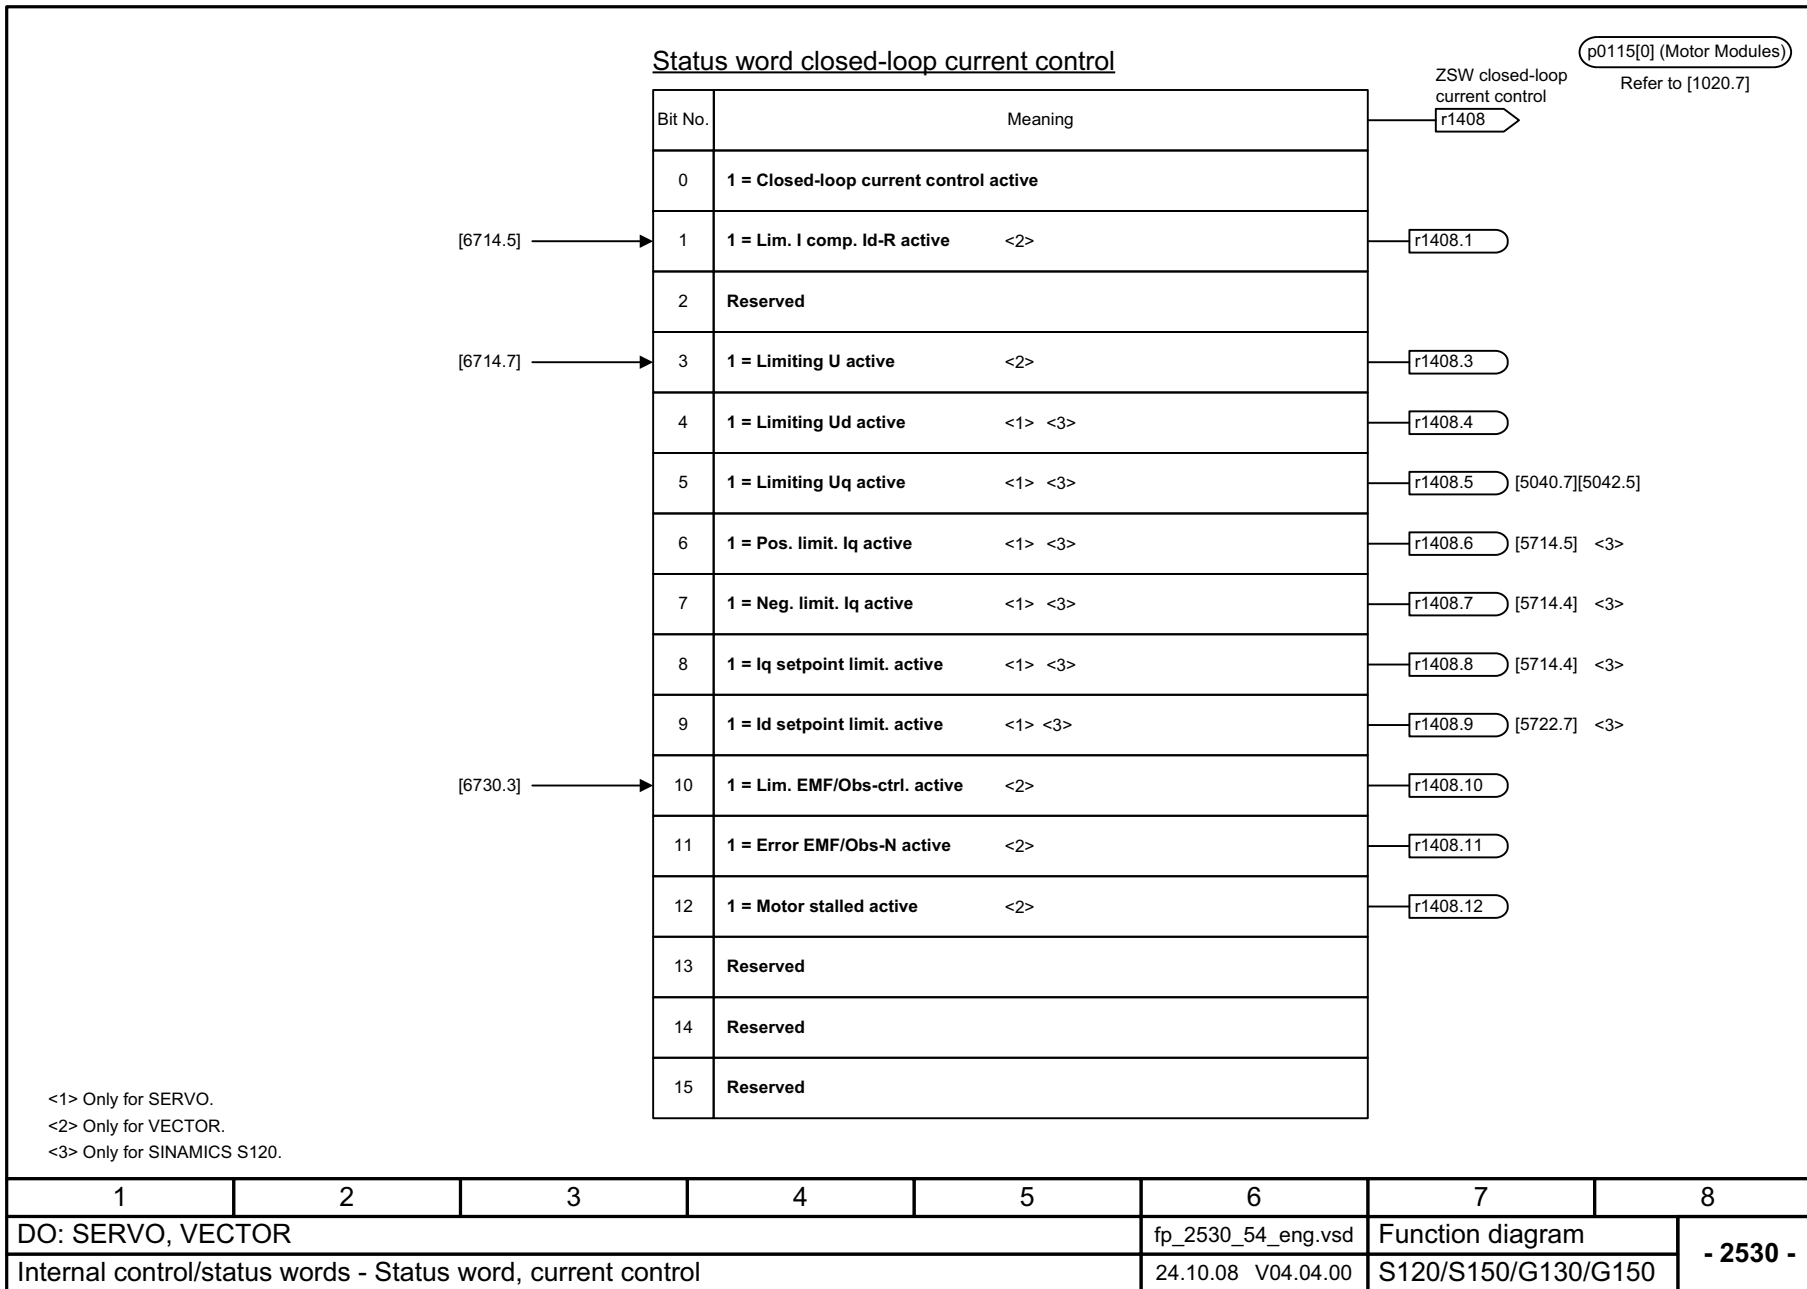 Status word closed-loop current control
p0115[0] (Motor Modules)
Refer to [1020.7]
ZSW closed-loop
current control
Bit No. Meaning r1408
0 1 = Closed-loop current control active
[6714.5] 1 1 = Lim. I comp. Id-R active <2> r1408.1
2 Reserved
[6714.7] 3 1 = Limiting U active <2> r1408.3
4 1 = Limiting Ud active <1> <3> r1408.4
5 1 = Limiting Uq active <1> <3> r1408.5 [5040.7][5042.5]
6 1 = Pos. limit. Iq active <1> <3> r1408.6 [5714.5] <3>
7 1 = Neg. limit. Iq active <1> <3> r1408.7 [5714.4] <3>
8 1 = Iq setpoint limit. active <1> <3> r1408.8 [5714.4] <3>
9 1 = Id setpoint limit. active <1> <3> r1408.9 [5722.7] <3>
[6730.3] 10 1 = Lim. EMF/Obs-ctrl. active <2> r1408.10
11 1 = Error EMF/Obs-N active <2> r1408.11
12 1 = Motor stalled active <2> r1408.12
13 Reserved
14 Reserved
15 Reserved
<1> Only for SERVO.
<2> Only for VECTOR.
<3> Only for SINAMICS S120.
1 2 3 4 5 6 7 8
DO: SERVO, VECTOR fp_2530_54_eng.vsd Function diagram - 2530 -
Internal control/status words - Status word, current control 24.10.08 V04.04.00 S120/S150/G130/G150